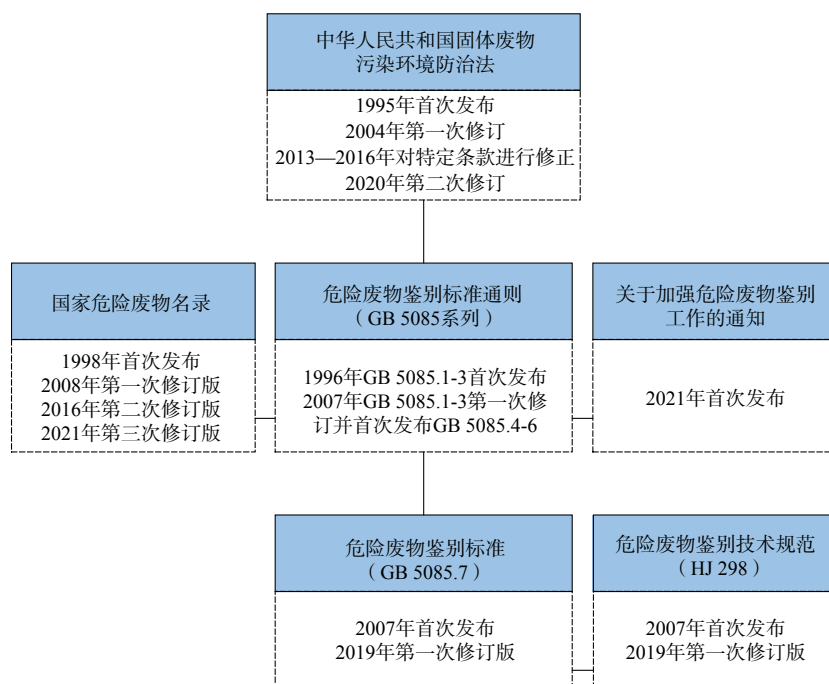 中华人民共和国固体废物
污染环境防治法
1995年首次发布
2004年第一次修订
2013—2016年对特定条款进行修正
2020年第二次修订
国家危险废物名录
1998年首次发布
2008年第一次修订版
2016年第二次修订版
2021年第三次修订版
危险废物鉴别标准通则
（GB 5085系列）
1996年GB 5085.1-3首次发布
2007年GB 5085.1-3第一次修
订并首次发布GB 5085.4-6
关于加强危险废物鉴别
工作的通知
2021年首次发布
危险废物鉴别标准
（GB 5085.7）
2007年首次发布
2019年第一次修订版
危险废物鉴别技术规范
（HJ 298）
2007年首次发布
2019年第一次修订版